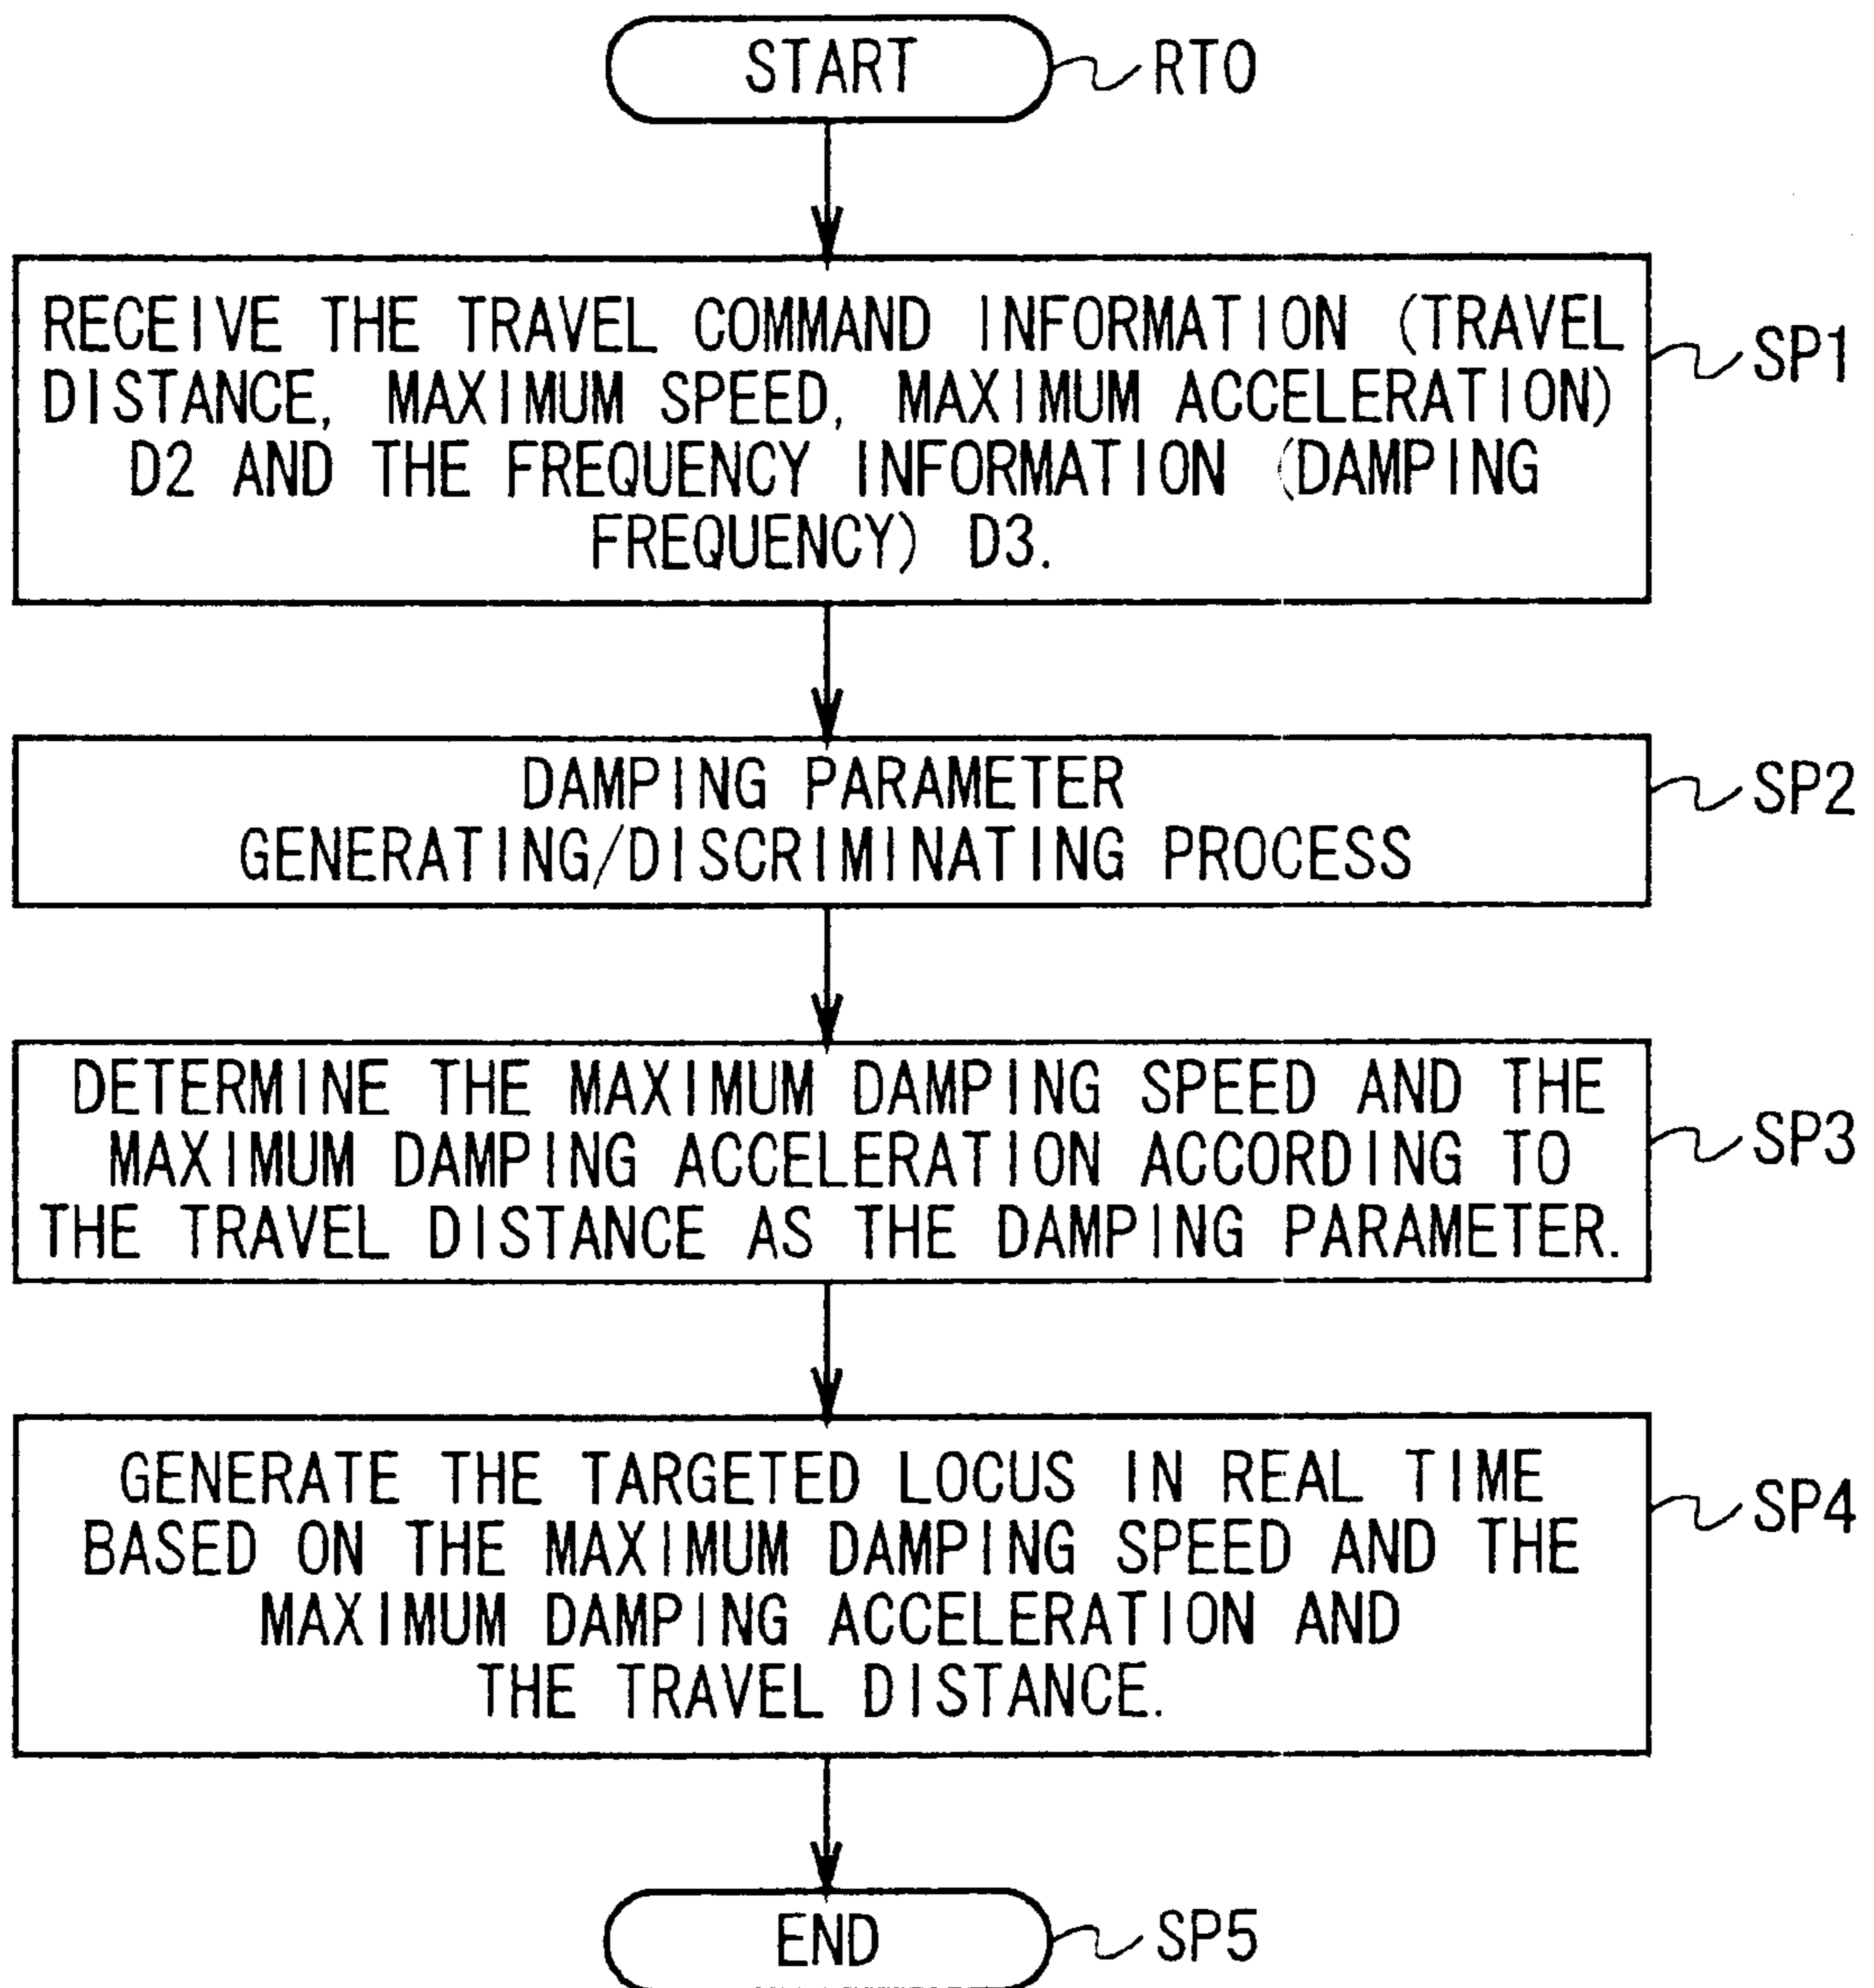 START
RT0
RECEIVE THE TRAVEL COMMAND INFORMATION (TRAVEL
DISTANCE, MAXIMUM SPEED, MAXIMUM ACCELERATION)
D2 AND THE FREQUENCY INFORMATION (DAMPING
FREQUENCY) D3.
SP1
DAMPING PARAMETER
GENERATING/DISCRIMINATING PROCESS
SP2
DETERMINE THE MAXIMUM DAMPING SPEED AND THE
MAXIMUM DAMPING ACCELERATION ACCORDING TO
THE TRAVEL DISTANCE AS THE DAMPING PARAMETER.
SP3
GENERATE THE TARGETED LOCUS IN REAL TIME
BASED ON THE MAXIMUM DAMPING SPEED AND THE
MAXIMUM DAMPING ACCELERATION AND
THE TRAVEL DISTANCE.
SP4
END
SP5